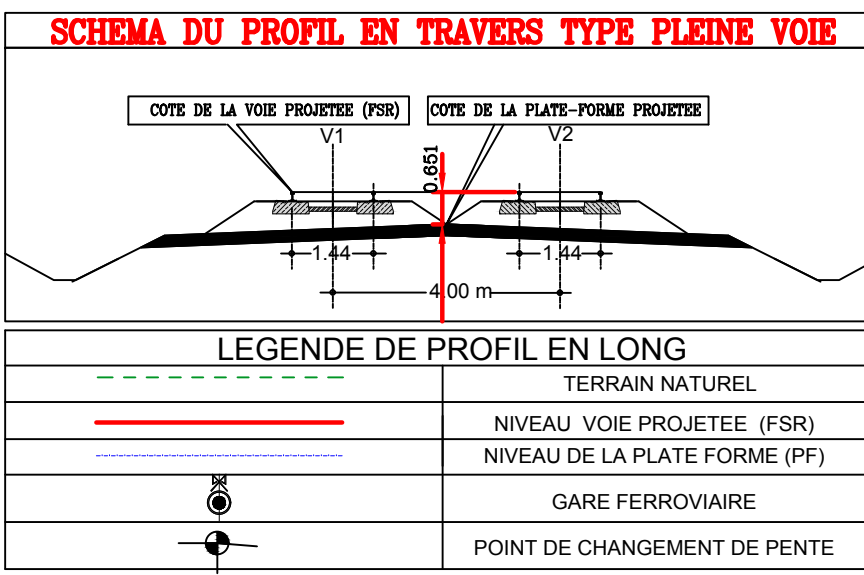 SCHEMA DU PROFIL EN TRAVERS TYPE PLEINE VOIE
COTE DE LA VOIE PROJETEE (FSR)
COTE DE LA PLATE-FORME PROJETEE
V1
V2
0.651
1.44
1.44
4.00 m
LEGENDE DE PROFIL EN LONG
TERRAIN NATUREL
NIVEAU VOIE PROJETEE (FSR)
NIVEAU DE LA PLATE FORME (PF)
GARE FERROVIAIRE
POINT DE CHANGEMENT DE PENTE